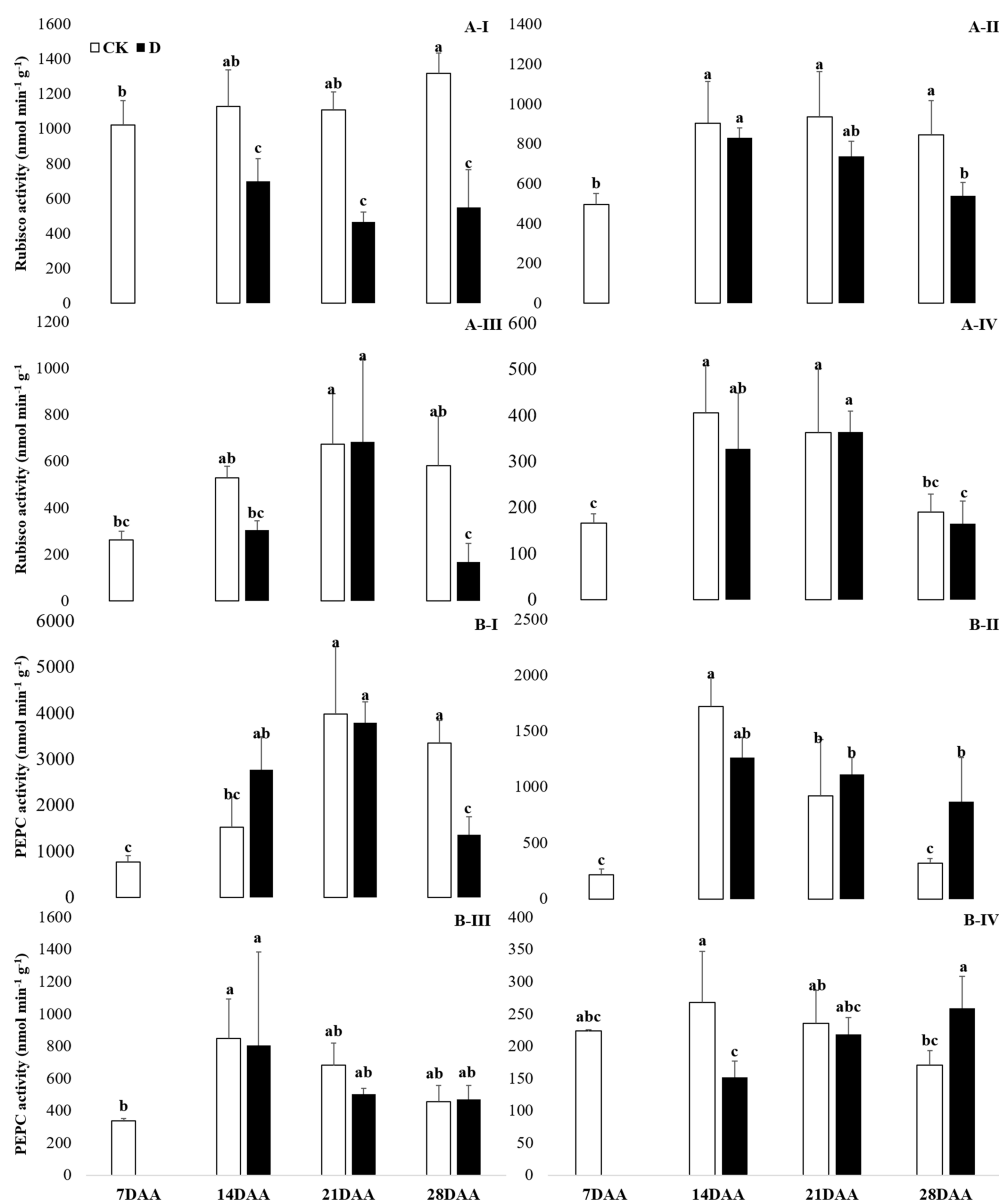 1600
1400
1200
1000
800
600
400
200
0
Rubisco activity (nmol min⁻¹ g⁻¹)
CK D
A-I
b
ab
c
ab
c
a
c
1400
1200
1000
800
600
400
200
0
A-II
b
a
a
a
ab
a
b
1200
1000
800
600
400
200
0
Rubisco activity (nmol min⁻¹ g⁻¹)
A-III
bc
ab
bc
a
a
ab
c
600
500
400
300
200
100
0
A-IV
c
a
ab
a
a
bc
c
6000
5000
4000
3000
2000
1000
0
PEPC activity (nmol min⁻¹ g⁻¹)
B-I
c
bc
ab
a
a
a
c
2500
2000
1500
1000
500
0
B-II
c
a
ab
b
b
c
b
1600
1400
1200
1000
800
600
400
200
0
PEPC activity (nmol min⁻¹ g⁻¹)
B-III
b
a
a
ab
ab
ab
ab
7DAA 14DAA 21DAA 28DAA
400
350
300
250
200
150
100
50
0
B-IV
abc
a
c
ab
abc
bc
a
7DAA 14DAA 21DAA 28DAA